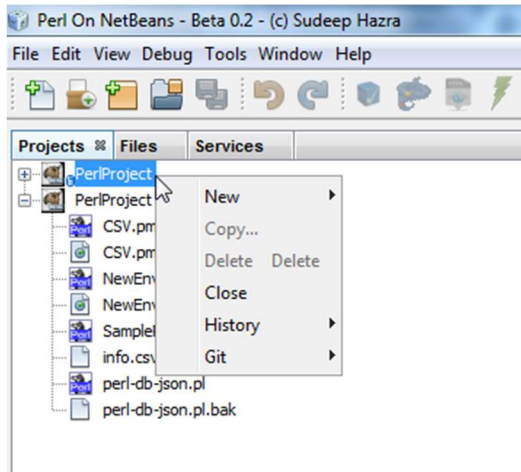 Perl On NetBeans - Beta 0.2 - (c) Sudeep Hazra
File Edit View Debug Tools Window Help
Projects Files Services
PerlProject
PerlProject
CSV.pm
CSV.pm
NewEnv
NewEnv
Sample
info.csv
perl-db-json.pl
perl-db-json.pl.bak
New
Copy...
Delete Delete
Close
History
Git